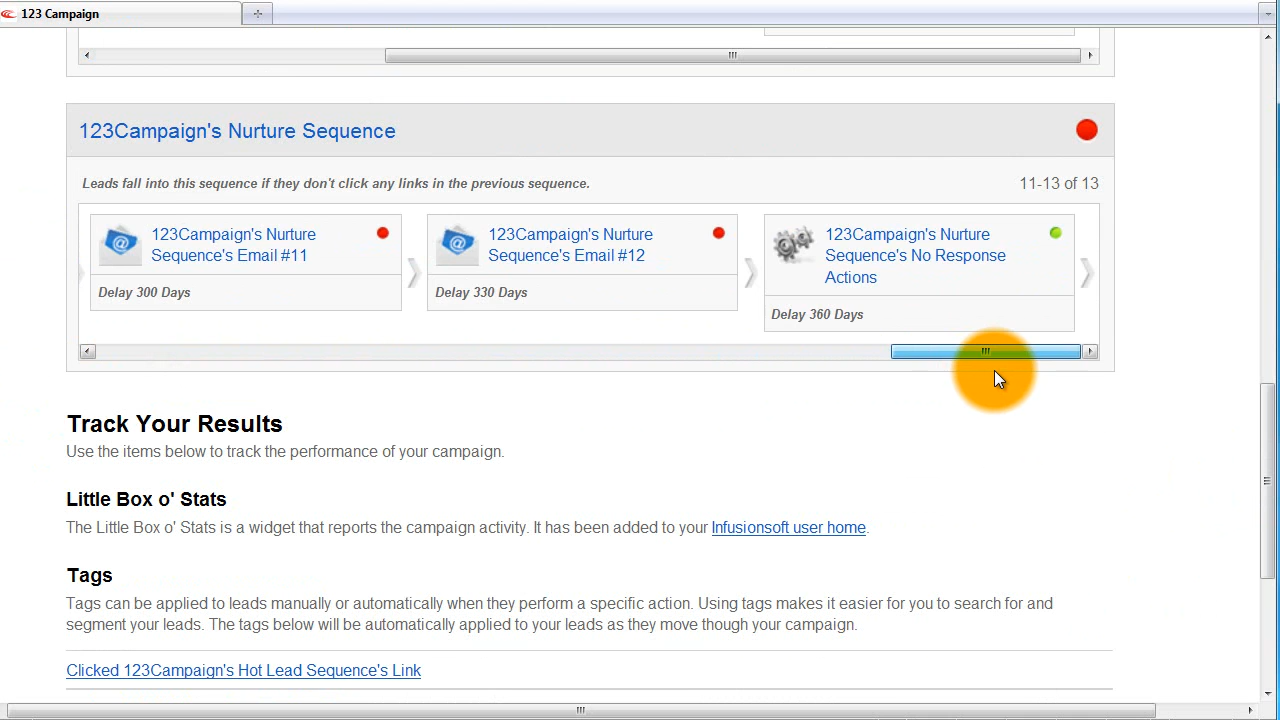 123 Campaign
123Campaign's Nurture Sequence
Leads fall into this sequence if they don't click any links in the previous sequence.
11-13 of 13
123Campaign's Nurture
Sequence's Email #11
Delay 300 Days
123Campaign's Nurture
Sequence's Email #12
Delay 330 Days
123Campaign's Nurture
Sequence's No Response
Actions
Delay 360 Days
Track Your Results
Use the items below to track the performance of your campaign.
Little Box o' Stats
The Little Box o' Stats is a widget that reports the campaign activity. It has been added to your Infusionsoft user home.
Tags
Tags can be applied to leads manually or automatically when they perform a specific action. Using tags makes it easier for you to search for and
segment your leads. The tags below will be automatically applied to your leads as they move though your campaign.
Clicked 123Campaign's Hot Lead Sequence's Link